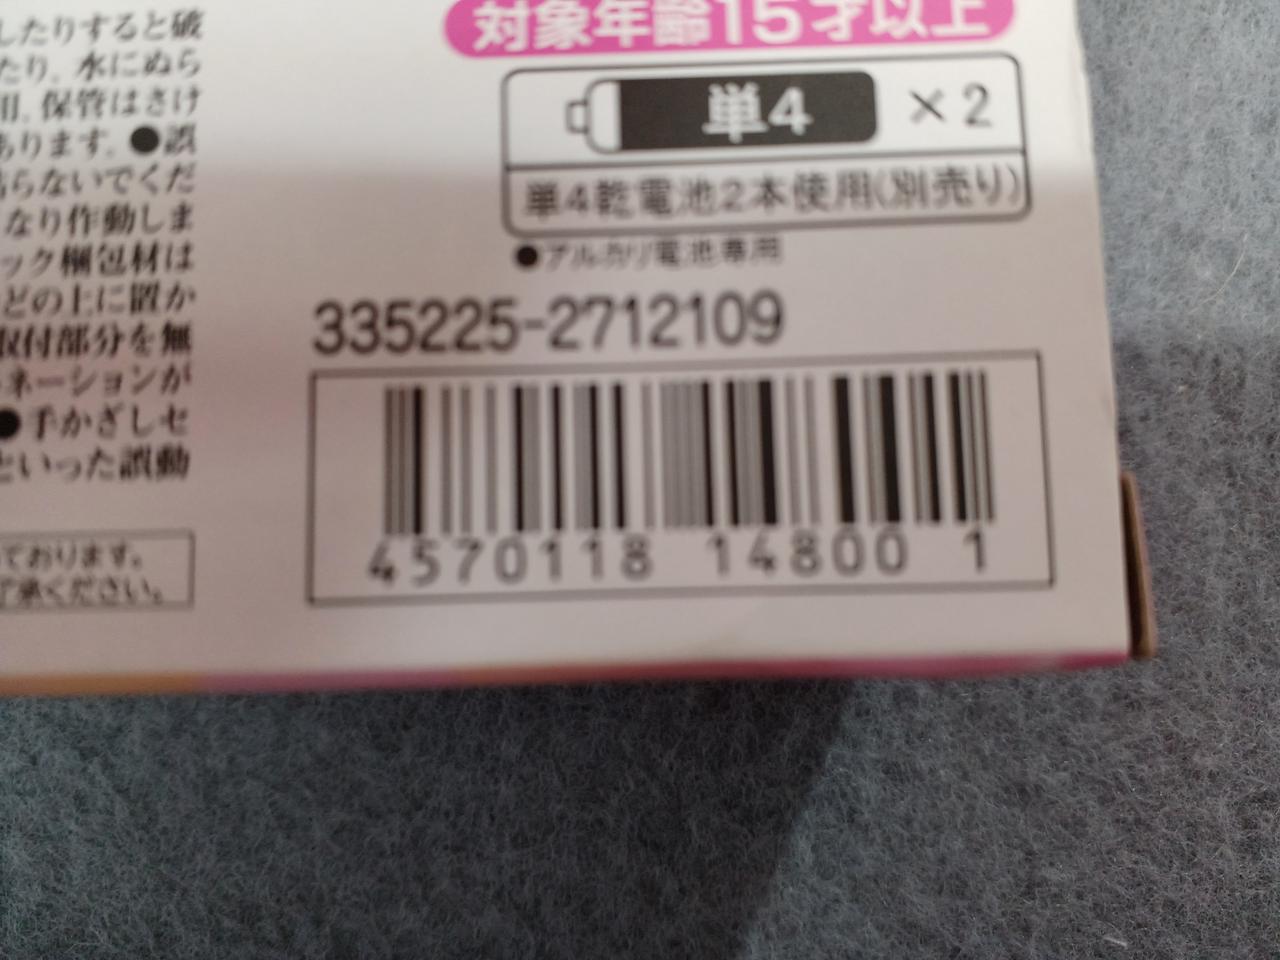 したりすると破
たり、水にぬら
用、保管はさけ
あります。●誤
らないでくだ
なり作動しま
ック梱包材は
どの上に置か
取付部分を無
ネーションが
●手かざしセ
といった誤動
ております。
了承ください。
対象年齢15才以上
単4 ×2
単4乾電池2本使用(別売り)
●アルカリ電池専用
335225-2712109
4570118 14800 1